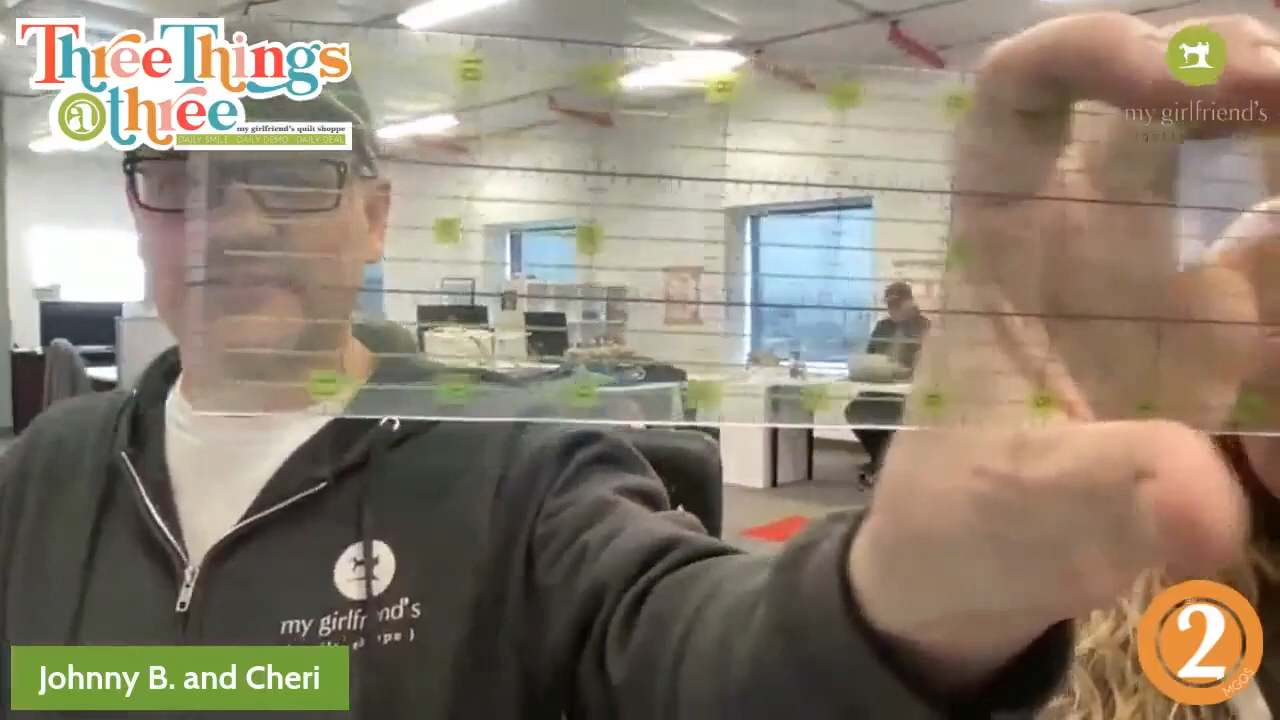 Three Things
@ three
my girlfriend's quilt shoppe
DAILY SMILE · DAILY DEMO · DAILY DEAL
my girlfriend's
my girlfriend's
Johnny B. and Cheri
2
MGQS